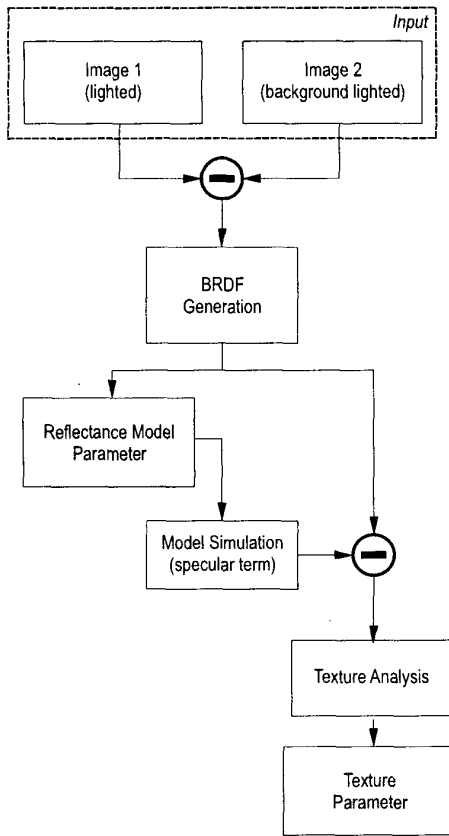 Input
Image 1
(lighted)
Image 2
(background lighted)
BRDF
Generation
Reflectance Model
Parameter
Model Simulation
(specular term)
Texture Analysis
Texture
Parameter